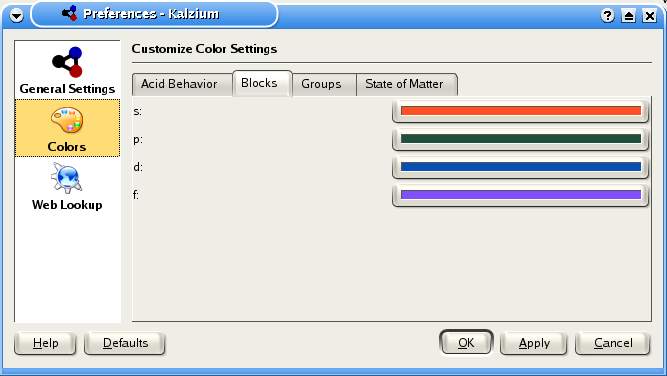 Preferences - Kalzium
Customize Color Settings
General Settings
Colors
Web Lookup
Acid Behavior Blocks Groups State of Matter
s:
p:
d:
f:
Help Defaults OK Apply Cancel